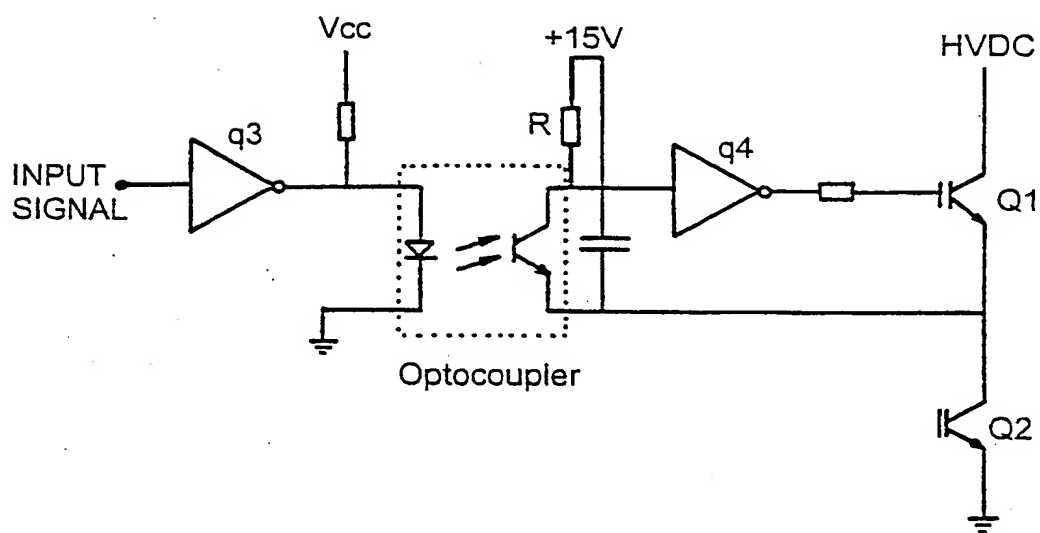 Vcc
+15V
HVDC
q3
R
q4
INPUT
SIGNAL
Q1
Optocoupler
Q2